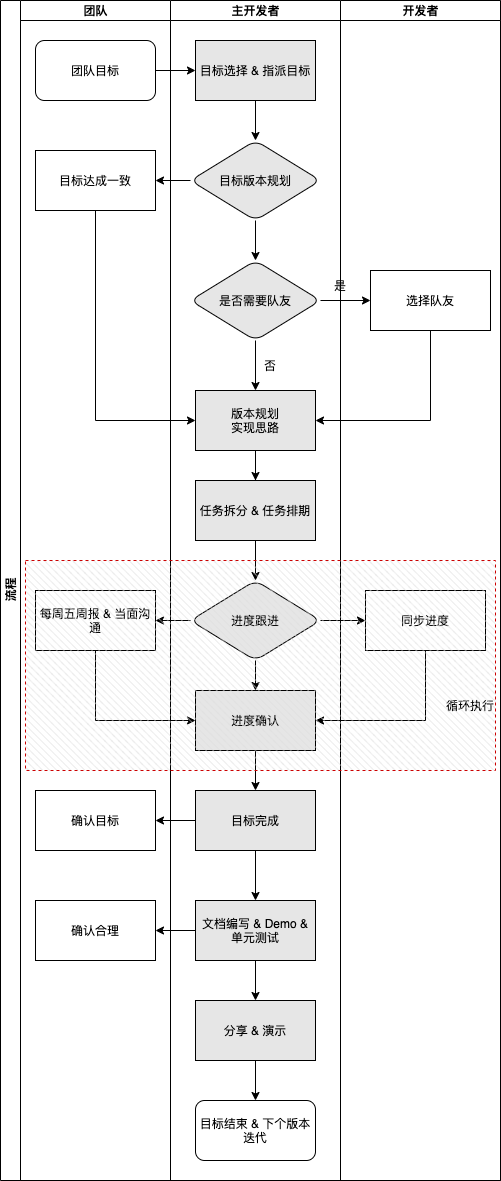 团队
主开发者
开发者
流程
团队目标
目标选择 & 指派目标
目标达成一致
目标版本规划
是否需要队友
是
选择队友
否
版本规划
实现思路
任务拆分 & 任务排期
每周五周报 & 当面沟
通
进度跟进
同步进度
循环执行
进度确认
确认目标
目标完成
确认合理
文档编写 & Demo &
单元测试
分享 & 演示
目标结束 & 下个版本
迭代